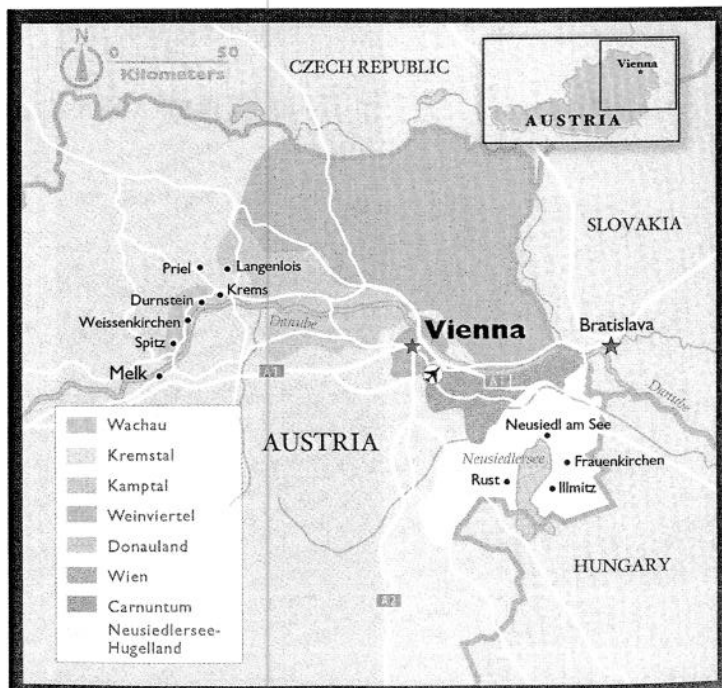 N
0 50
Kilometers
CZECH REPUBLIC
Vienna
AUSTRIA
SLOVAKIA
Priel
Langenlois
Krems
Durnstein
Weissenkirchen
Spitz
Melk
Danube
Vienna
Bratislava
A1
Danube
Neusiedl am See
Neusiedlersee
Frauenkirchen
Rust
Illmitz
AUSTRIA
HUNGARY
A2
Wachau
Kremstal
Kamptal
Weinviertel
Donauland
Wien
Carnuntum
Neusiedlersee-
Hugelland